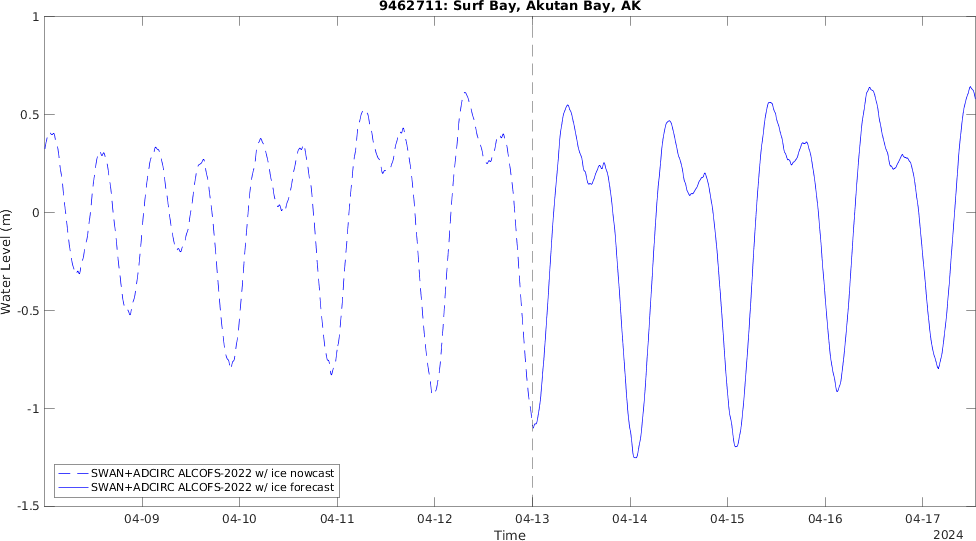 9462711: Surf Bay, Akutan Bay, AK
1
0.5
0
-0.5
-1
-1.5
Water Level (m)
SWAN+ADCIRC ALCOFS-2022 w/ ice nowcast
SWAN+ADCIRC ALCOFS-2022 w/ ice forecast
04-09 04-10 04-11 04-12 04-13 04-14 04-15 04-16 04-17
Time
2024